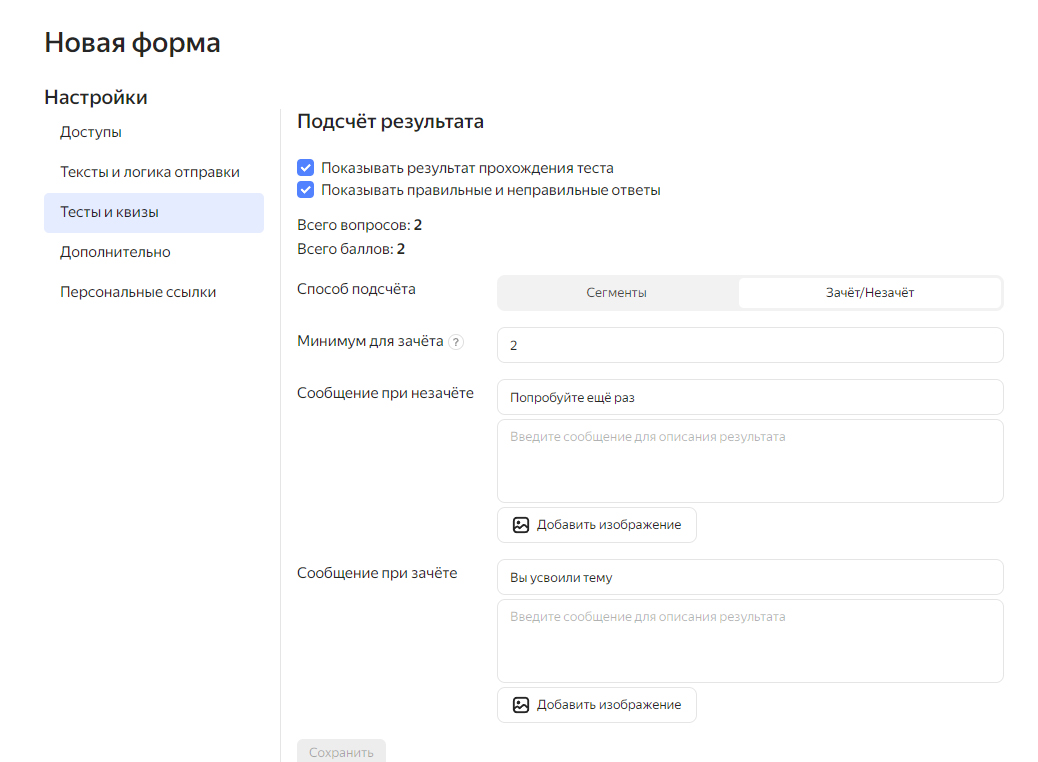 Новая форма
Настройки
Доступы
Тексты и логика отправки
Тесты и квизы
Дополнительно
Персональные ссылки
Подсчёт результата
Показывать результат прохождения теста
Показывать правильные и неправильные ответы
Всего вопросов: 2
Всего баллов: 2
Способ подсчёта
Сегменты
Зачёт/Незачёт
Минимум для зачёта ?
2
Сообщение при незачёте
Попробуйте ещё раз
Введите сообщение для описания результата
Добавить изображение
Сообщение при зачёте
Вы усвоили тему
Введите сообщение для описания результата
Добавить изображение
Сохранить